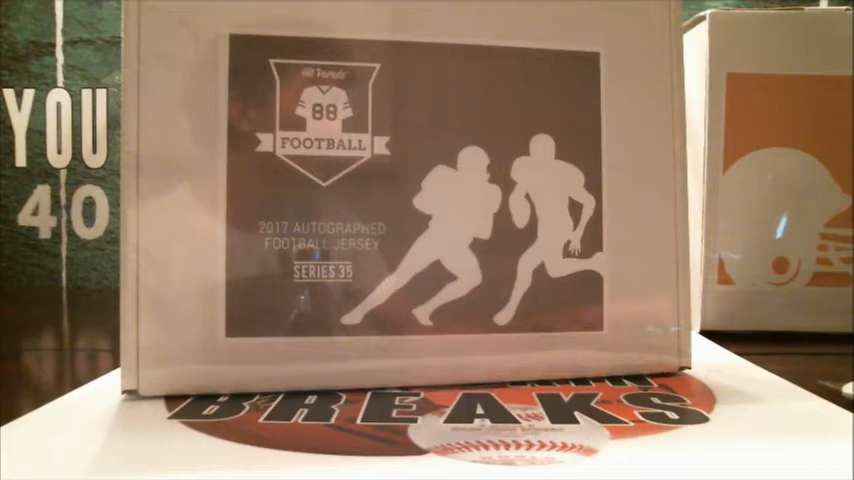 YOU
40
Hit Parade
88
FOOTBALL
2017 AUTOGRAPHED
FOOTBALL JERSEY
SERIES 35
BREAKS